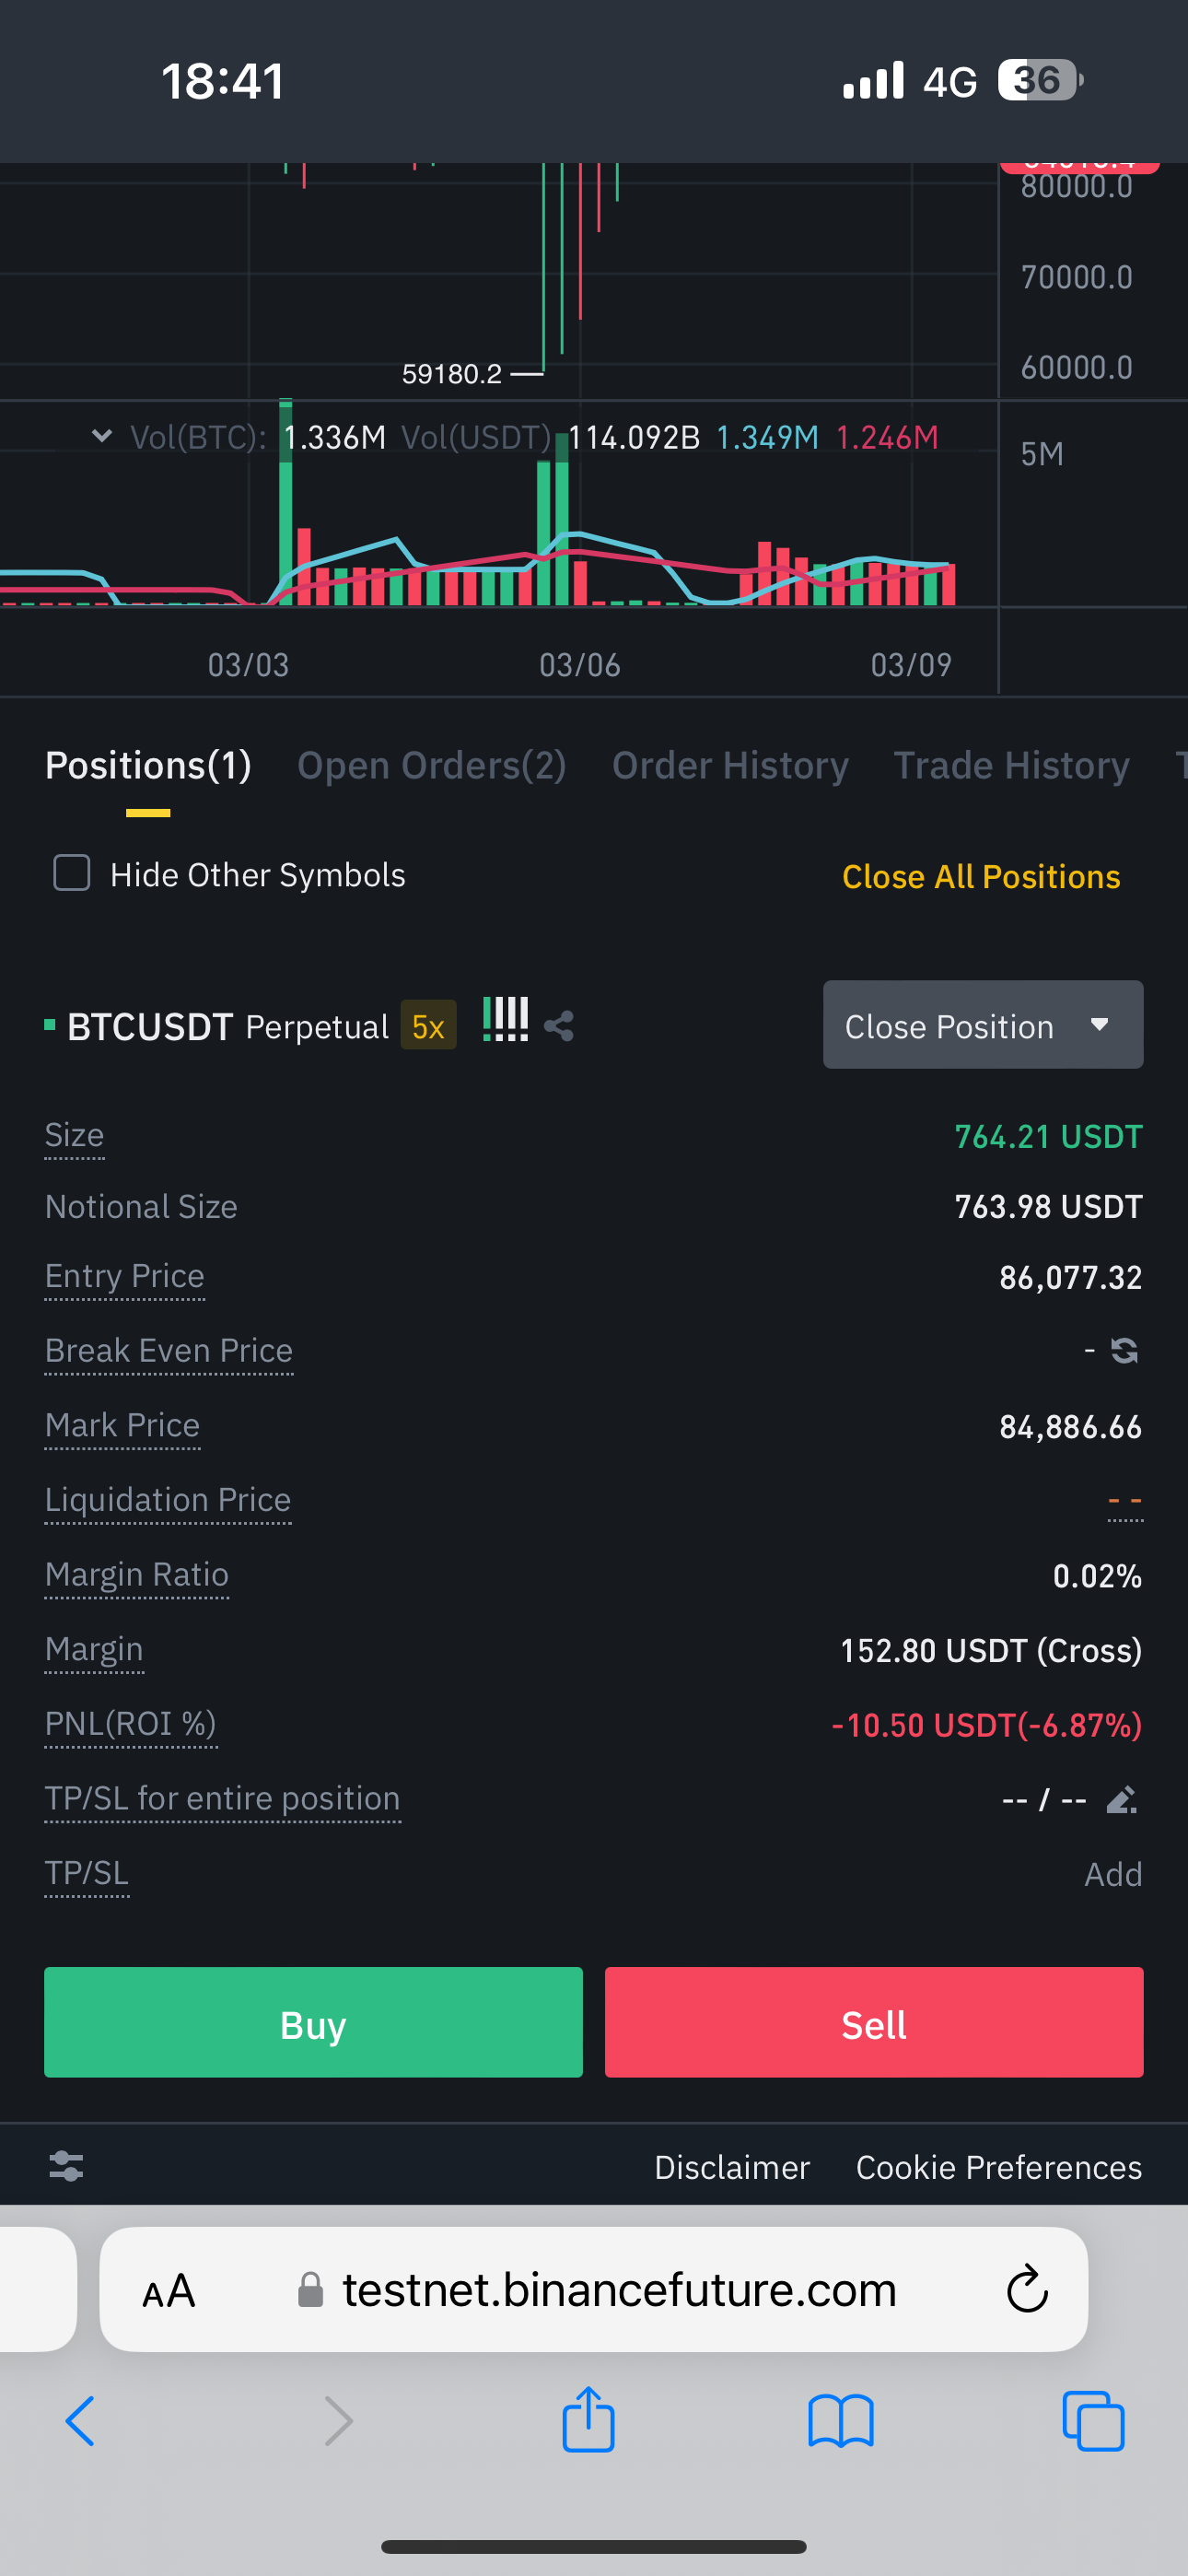 18:41
4G 36
80000.0
70000.0
60000.0
59180.2
Vol(BTC): 1.336M Vol(USDT) 114.092B 1.349M 1.246M
5M
03/03 03/06 03/09
Positions(1) Open Orders(2) Order History Trade History
Hide Other Symbols Close All Positions
BTCUSDT Perpetual 5x Close Position
Size 764.21 USDT
Notional Size 763.98 USDT
Entry Price 86,077.32
Break Even Price -
Mark Price 84,886.66
Liquidation Price - -
Margin Ratio 0.02%
Margin 152.80 USDT (Cross)
PNL(ROI %) -10.50 USDT(-6.87%)
TP/SL for entire position -- / --
TP/SL Add
Buy Sell
Disclaimer Cookie Preferences
AA testnet.binancefuture.com